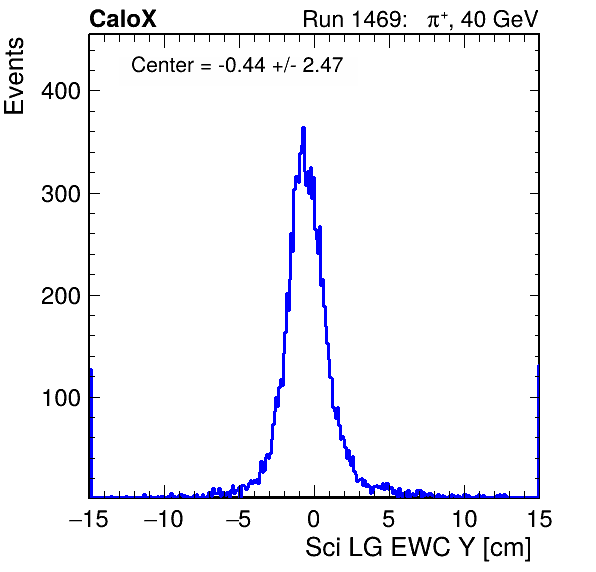 CaloX
Run 1469: π⁺, 40 GeV
Center = -0.44 +/- 2.47
Events
400
300
200
100
−15 −10 −5 0 5 10 15
Sci LG EWC Y [cm]